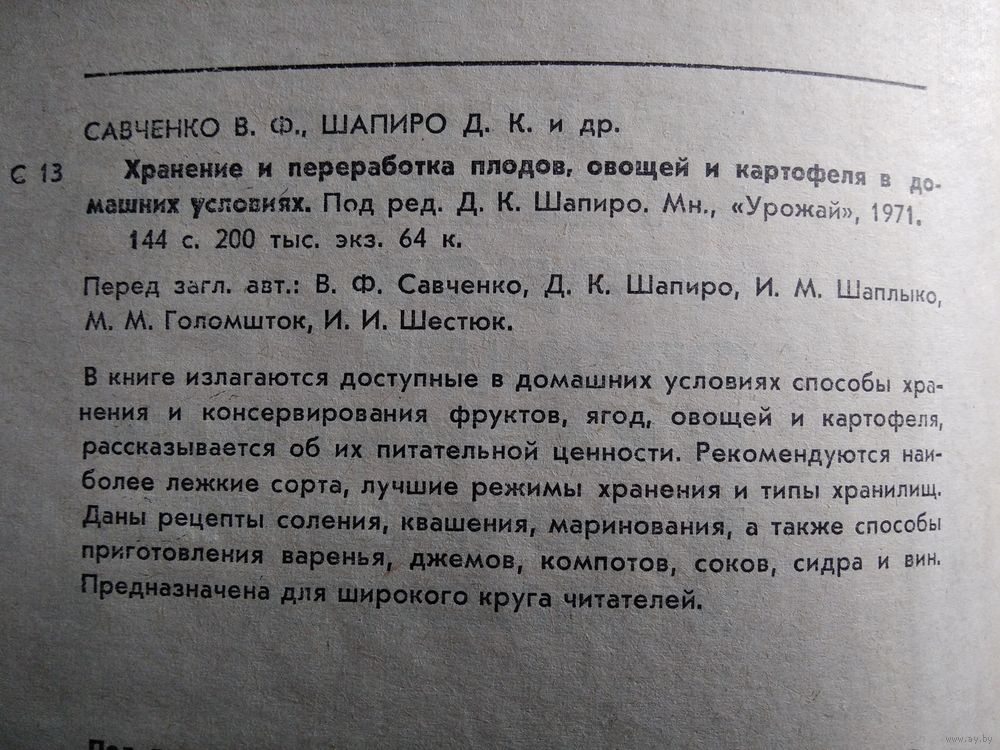 САВЧЕНКО В. Ф., ШАПИРО Д. К. и др.
С 13 Хранение и переработка плодов, овощей и картофеля в до-
машних условиях. Под ред. Д. К. Шапиро. Мн., «Урожай», 1971.
144 с. 200 тыс. экз. 64 к.
Перед загл. авт.: В. Ф. Савченко, Д. К. Шапиро, И. М. Шаплыко,
М. М. Голомшток, И. И. Шестюк.
В книге излагаются доступные в домашних условиях способы хра-
нения и консервирования фруктов, ягод, овощей и картофеля,
рассказывается об их питательной ценности. Рекомендуются наи-
более лежкие сорта, лучшие режимы хранения и типы хранилищ.
Даны рецепты соления, квашения, маринования, а также способы
приготовления варенья, джемов, компотов, соков, сидра и вин.
Предназначена для широкого круга читателей.
www.ay.by